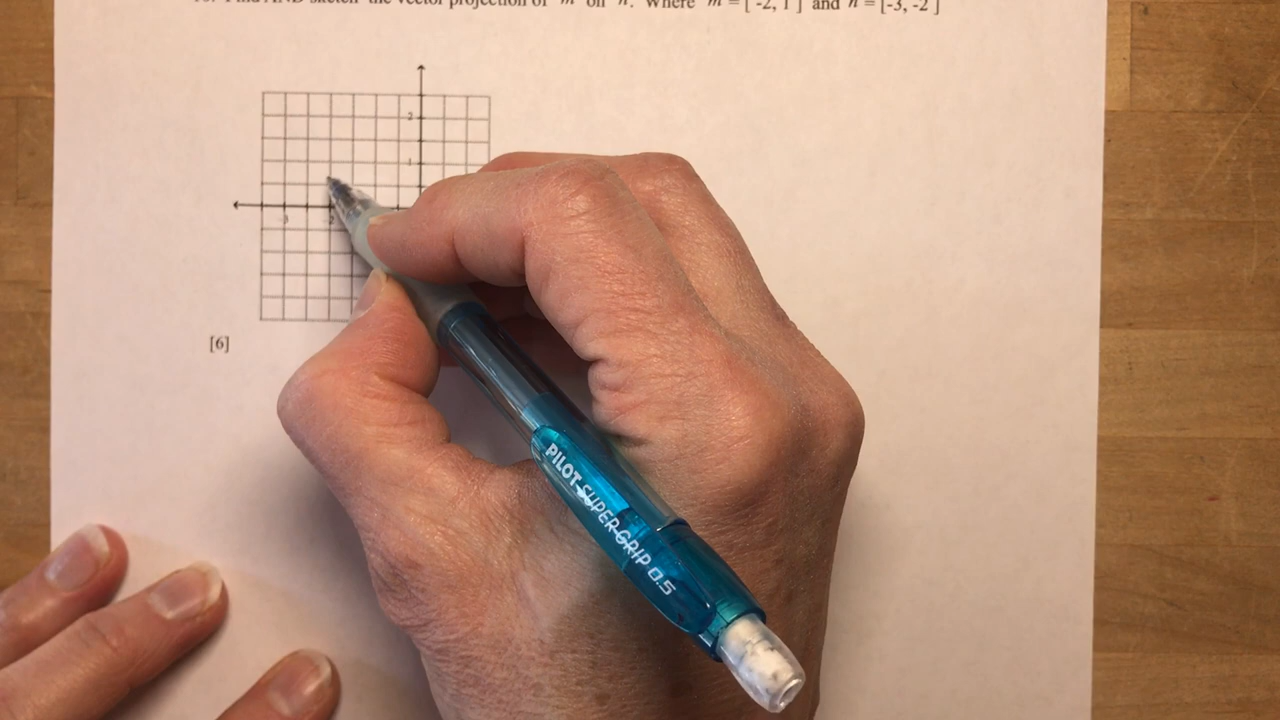 Find AND sketch the vector projection of m on n. Where m = [ -2, 1 ] and n = [-3, -2 ]
2
1
3 2
[6]
PILOT SUPER GRIP 0.5